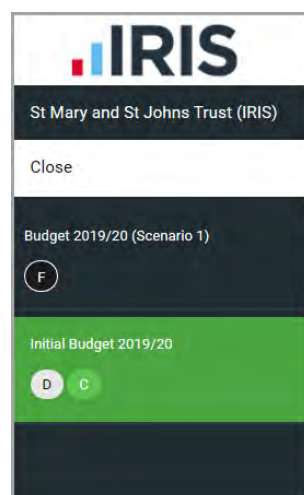 IRIS
St Mary and St Johns Trust (IRIS)
Close
Budget 2019/20 (Scenario 1)
F
Initial Budget 2019/20
D C